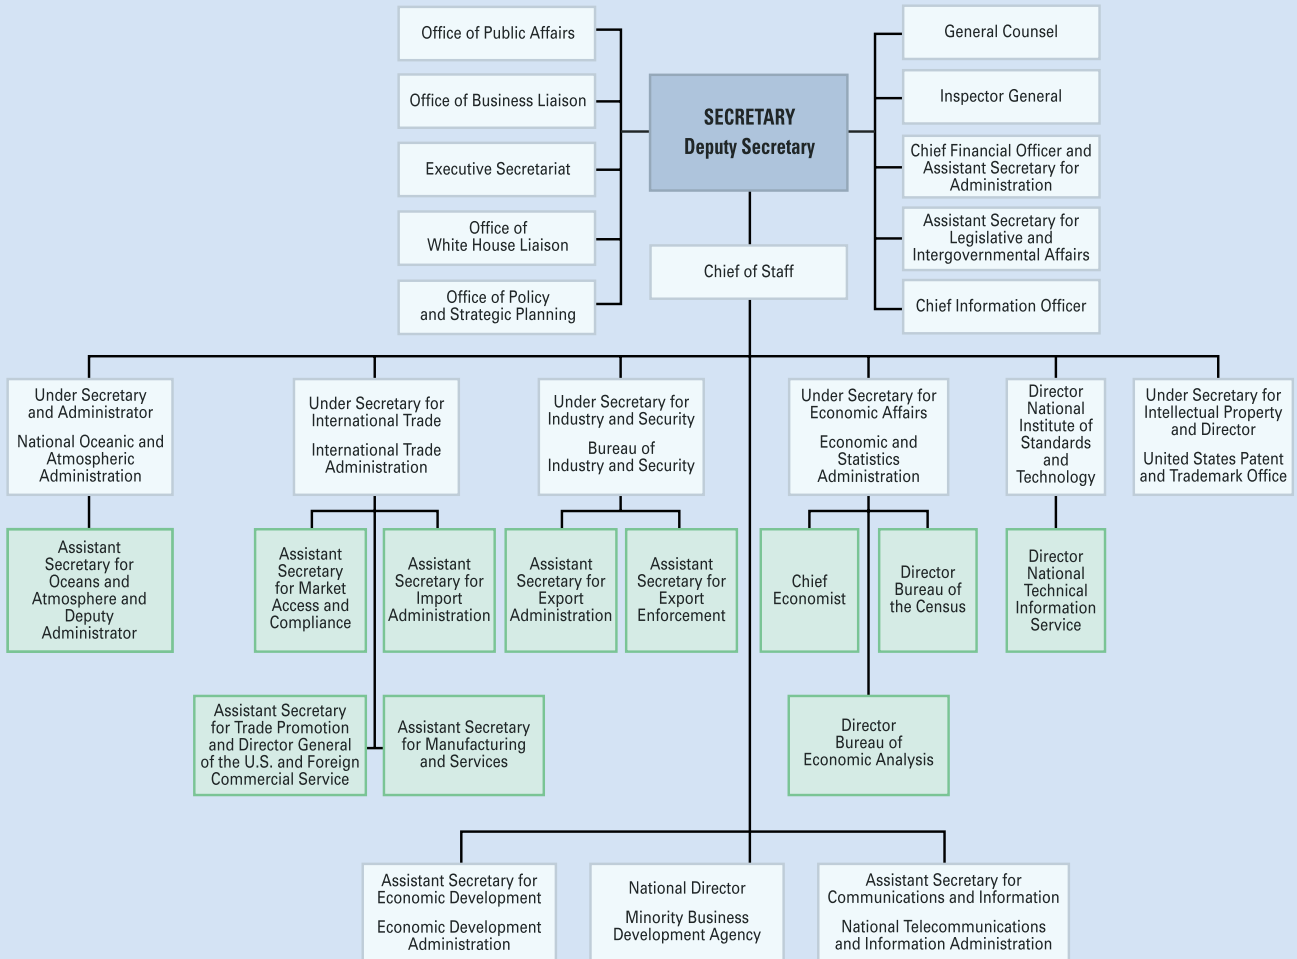 Office of Public Affairs
Office of Business Liaison
Executive Secretariat
Office of
White House Liaison
Office of Policy
and Strategic Planning
SECRETARY
Deputy Secretary
Chief of Staff
General Counsel
Inspector General
Chief Financial Officer and
Assistant Secretary for
Administration
Assistant Secretary for
Legislative and
Intergovernmental Affairs
Chief Information Officer
Under Secretary
and Administrator
National Oceanic and
Atmospheric
Administration
Under Secretary for
International Trade
International Trade
Administration
Under Secretary for
Industry and Security
Bureau of
Industry and Security
Under Secretary for
Economic Affairs
Economic and
Statistics
Administration
Director
National
Institute of
Standards
and
Technology
Under Secretary for
Intellectual Property
and Director
United States Patent
and Trademark Office
Assistant
Secretary for
Oceans and
Atmosphere and
Deputy
Administrator
Assistant
Secretary
for Market
Access and
Compliance
Assistant
Secretary for
Import
Administration
Assistant
Secretary for
Export
Administration
Assistant
Secretary for
Export
Enforcement
Chief
Economist
Director
Bureau of
the Census
Director
National
Technical
Information
Service
Assistant Secretary
for Trade Promotion
and Director General
of the U.S. and Foreign
Commercial Service
Assistant Secretary
for Manufacturing
and Services
Director
Bureau of
Economic Analysis
Assistant Secretary for
Economic Development
Economic Development
Administration
National Director
Minority Business
Development Agency
Assistant Secretary for
Communications and Information
National Telecommunications
and Information Administration